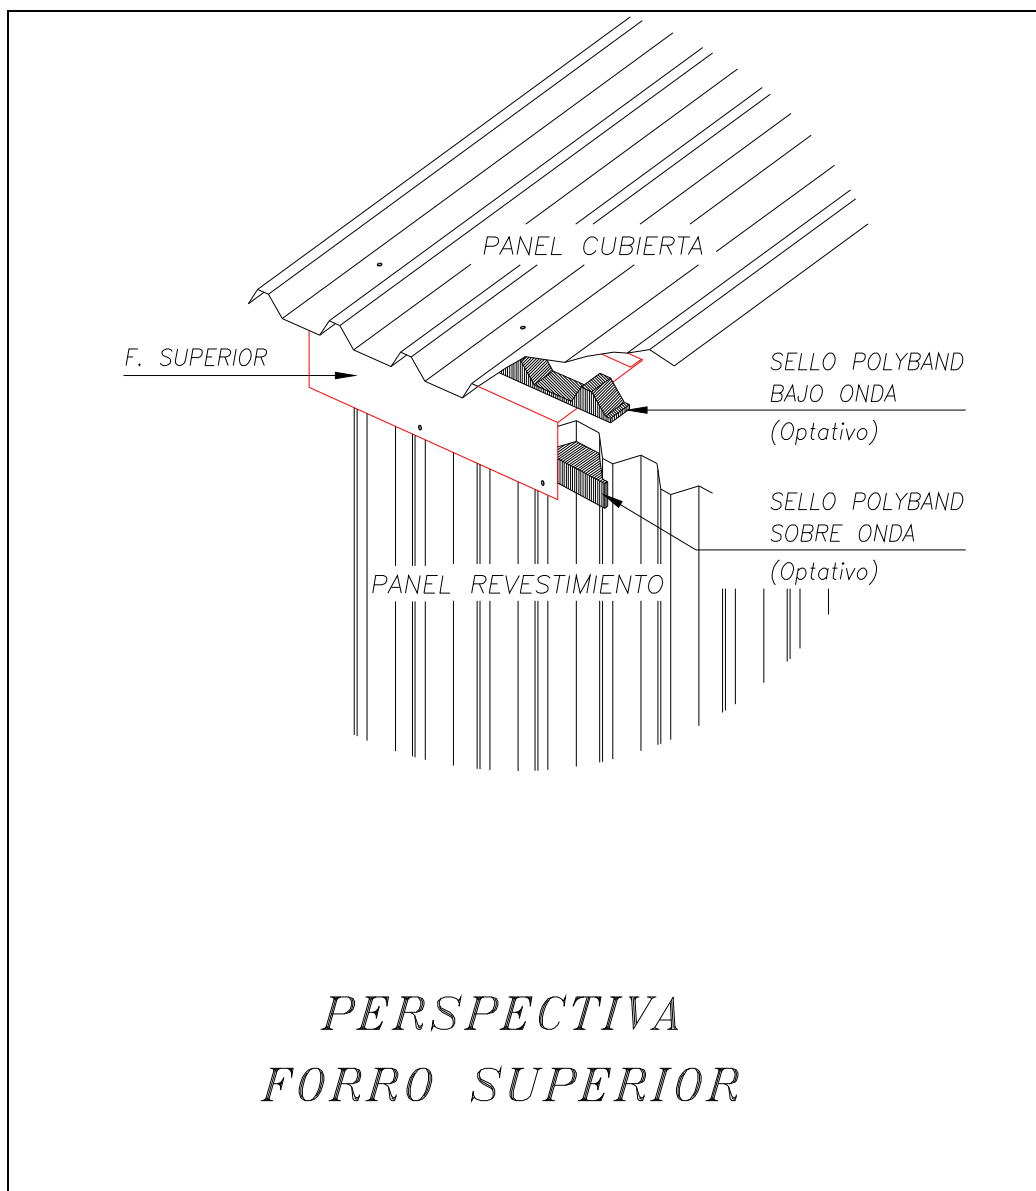 PANEL CUBIERTA
F. SUPERIOR
SELLO POLYBAND
BAJO ONDA
(Optativo)
SELLO POLYBAND
SOBRE ONDA
(Optativo)
PANEL REVESTIMIENTO
PERSPECTIVA
FORRO SUPERIOR